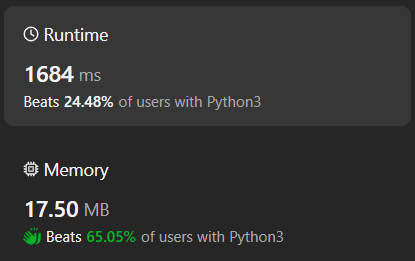 Runtime
1684 ms
Beats 24.48% of users with Python3
Memory
17.50 MB
Beats 65.05% of users with Python3